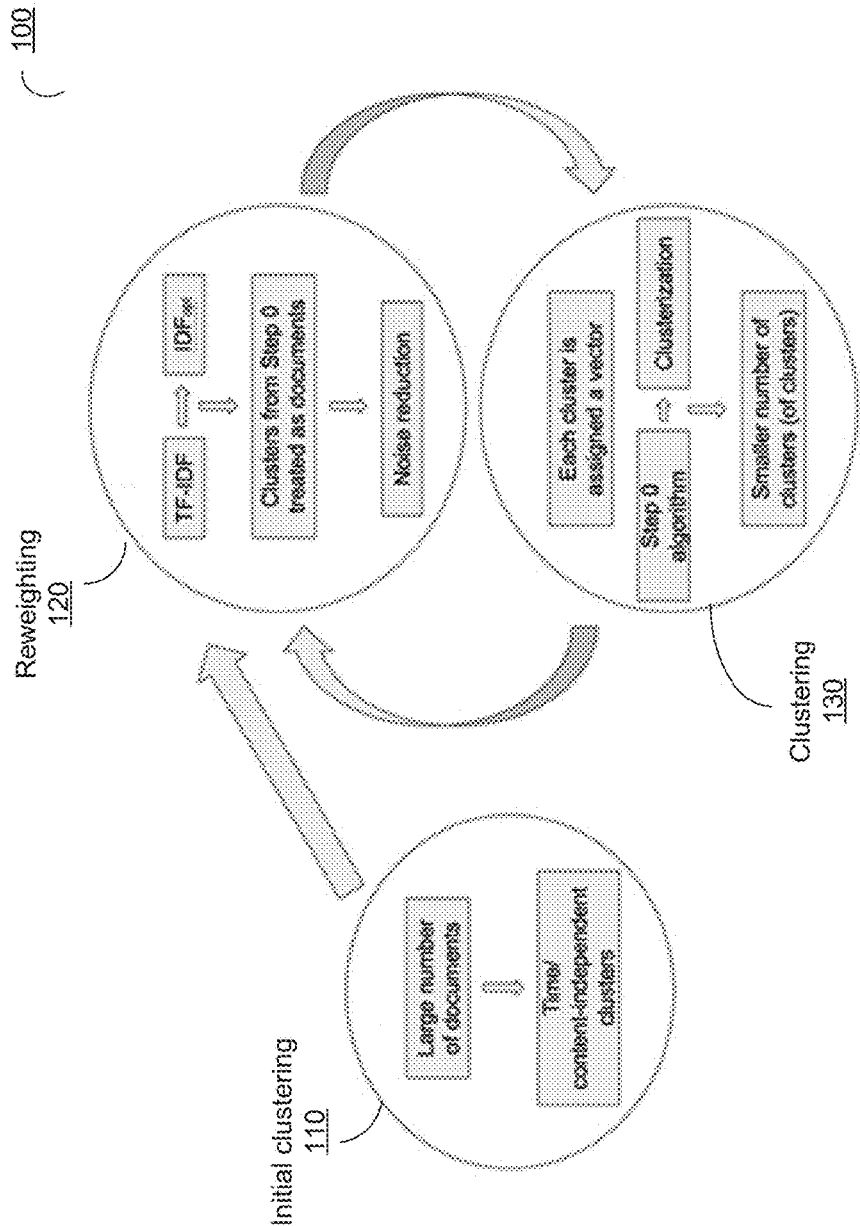 100
Reweighting
120
TF-IDF
IDF
Clusters from Step 0
treated as documents
Noise reduction
Initial clustering
110
Large number
of documents
Time/
content-independent
clusters
Each cluster is
assigned a vector
Step 0
algorithm
Clusterization
Smaller number of
clusters (of clusters)
Clustering
130